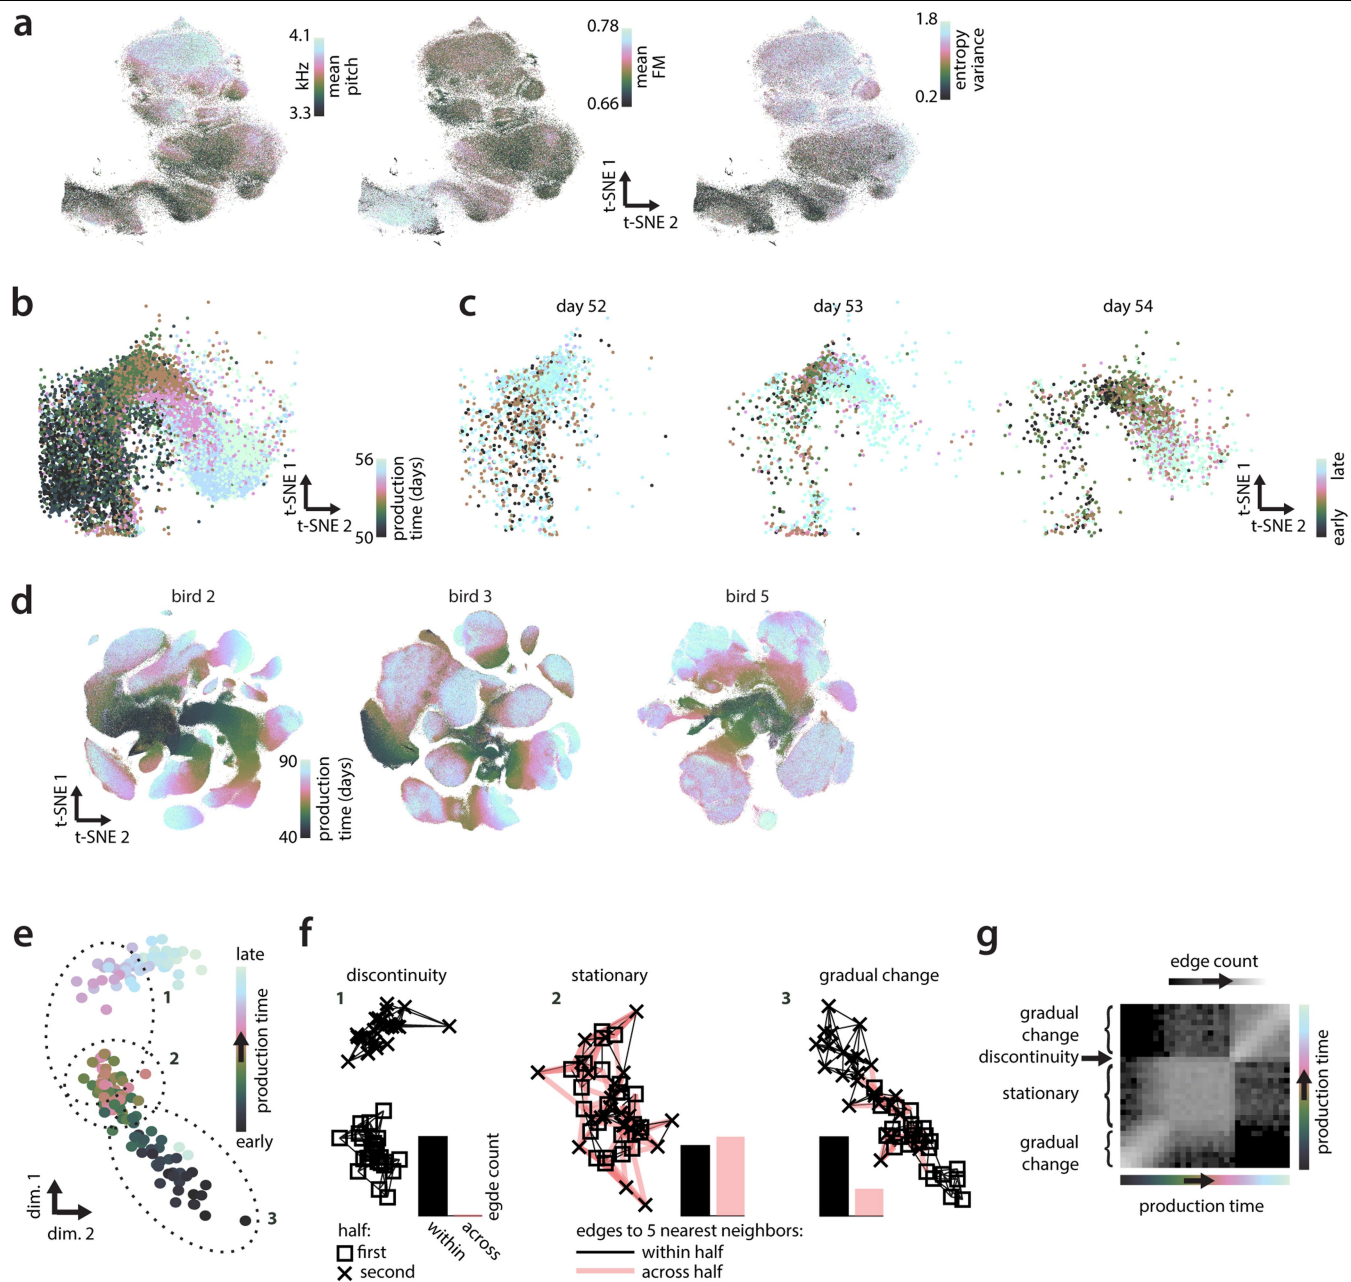 a
4.1
kHz
3.3
mean
pitch
0.78
0.66
mean
FM
1.8
0.2
entropy
variance
t-SNE 1
t-SNE 2
b
56
50
production
time (days)
t-SNE 1
t-SNE 2
c
day 52
day 53
day 54
t-SNE 1
t-SNE 2
early
late
d
bird 2
bird 3
bird 5
90
40
production
time (days)
t-SNE 1
t-SNE 2
e
late
early
production time
1
2
3
dim. 1
dim. 2
f
discontinuity
stationary
gradual change
1
2
3
egde count
within
across
half:
first
second
edges to 5 nearest neighbors:
within half
across half
g
edge count
gradual
change
discontinuity
stationary
gradual
change
production time
production time